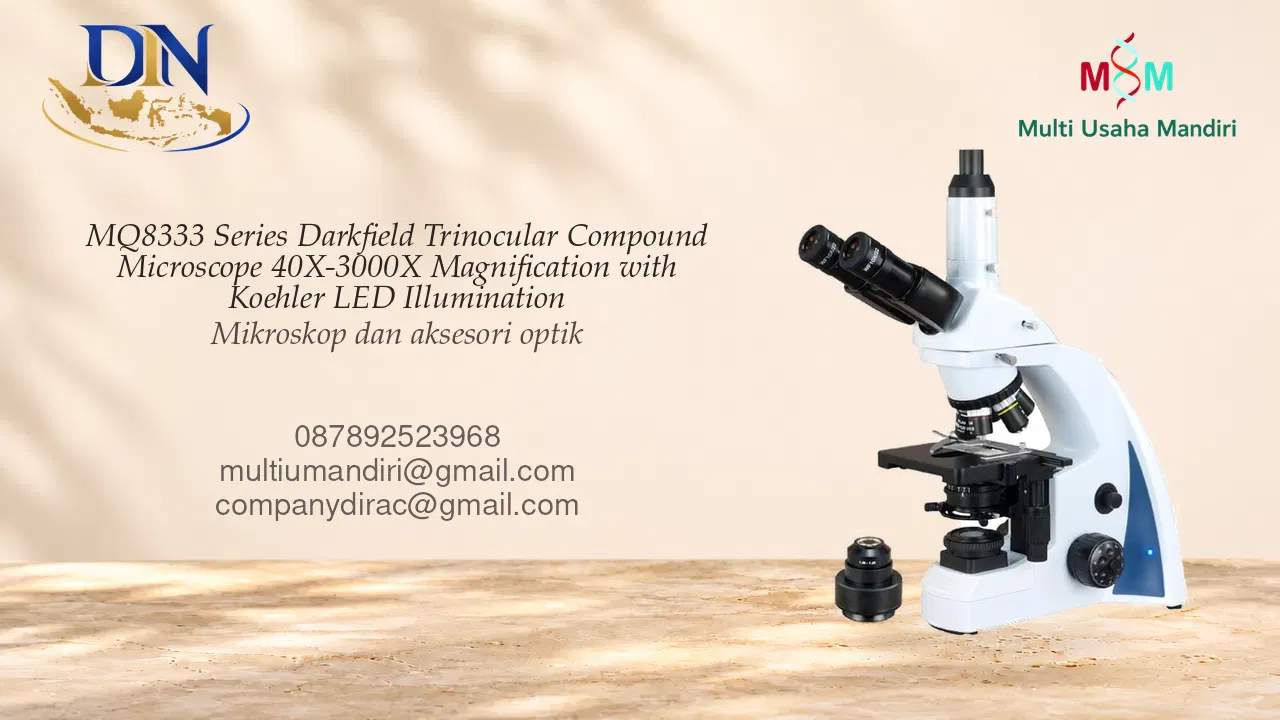 DIN
M M
Multi Usaha Mandiri
MQ8333 Series Darkfield Trinocular Compound
Microscope 40X-3000X Magnification with
Koehler LED Illumination
Mikroskop dan aksesori optik
087892523968
multiumandiri@gmail.com
companydirac@gmail.com